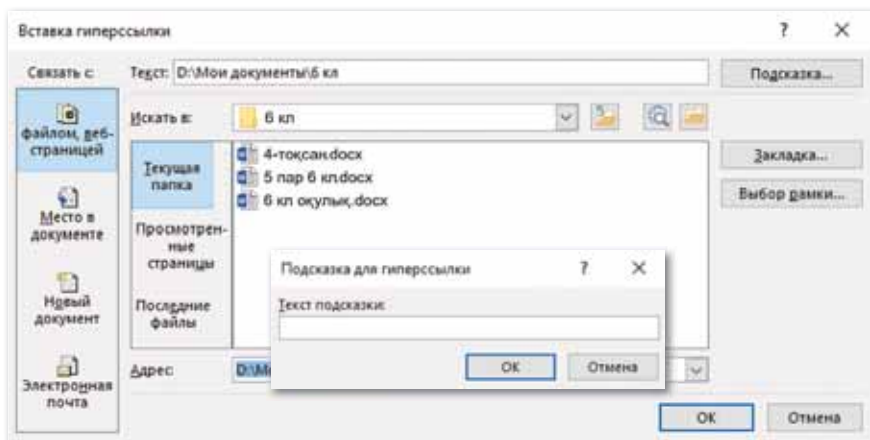 Вставка гиперссылки ? ×
Связать с: Текст: D:\Мои документы\6 кл Подсказка...
файлом, веб-страницей
Искать в: 6 кл
Текущая папка
4-тоқсан.docx
5 пар 6 кл.docx
6 кл оқулық.docx
Закладка...
Выбор рамки...
Место в документе
Просмотрен-
ные
страницы
Подсказка для гиперссылки ? ×
Текст подсказки:
Новый документ
Последние файлы
OK Отмена
Адрес: D:\М
Электронная почта
OK Отмена